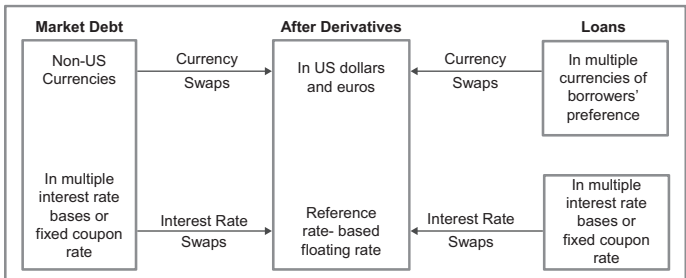 Market Debt
After Derivatives
Loans
Non-US
Currencies
Currency
Swaps
In US dollars
and euros
Currency
Swaps
In multiple
currencies of
borrowers'
preference
In multiple
interest rate
bases or
fixed coupon
rate
Interest Rate
Swaps
Reference
rate- based
floating rate
Interest Rate
Swaps
In multiple
interest rate
bases or
fixed coupon
rate